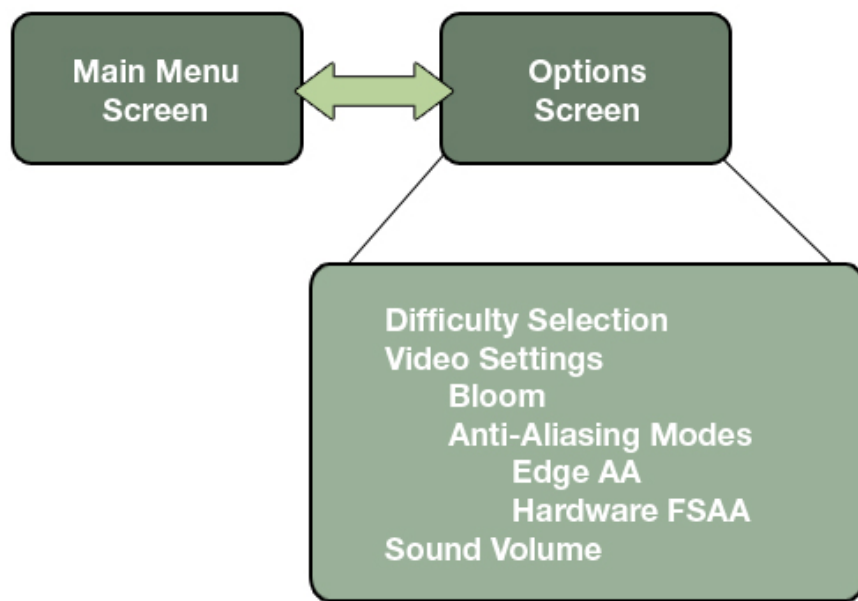 Main Menu
Screen
Options
Screen
Difficulty Selection
Video Settings
Bloom
Anti-Aliasing Modes
Edge AA
Hardware FSAA
Sound Volume